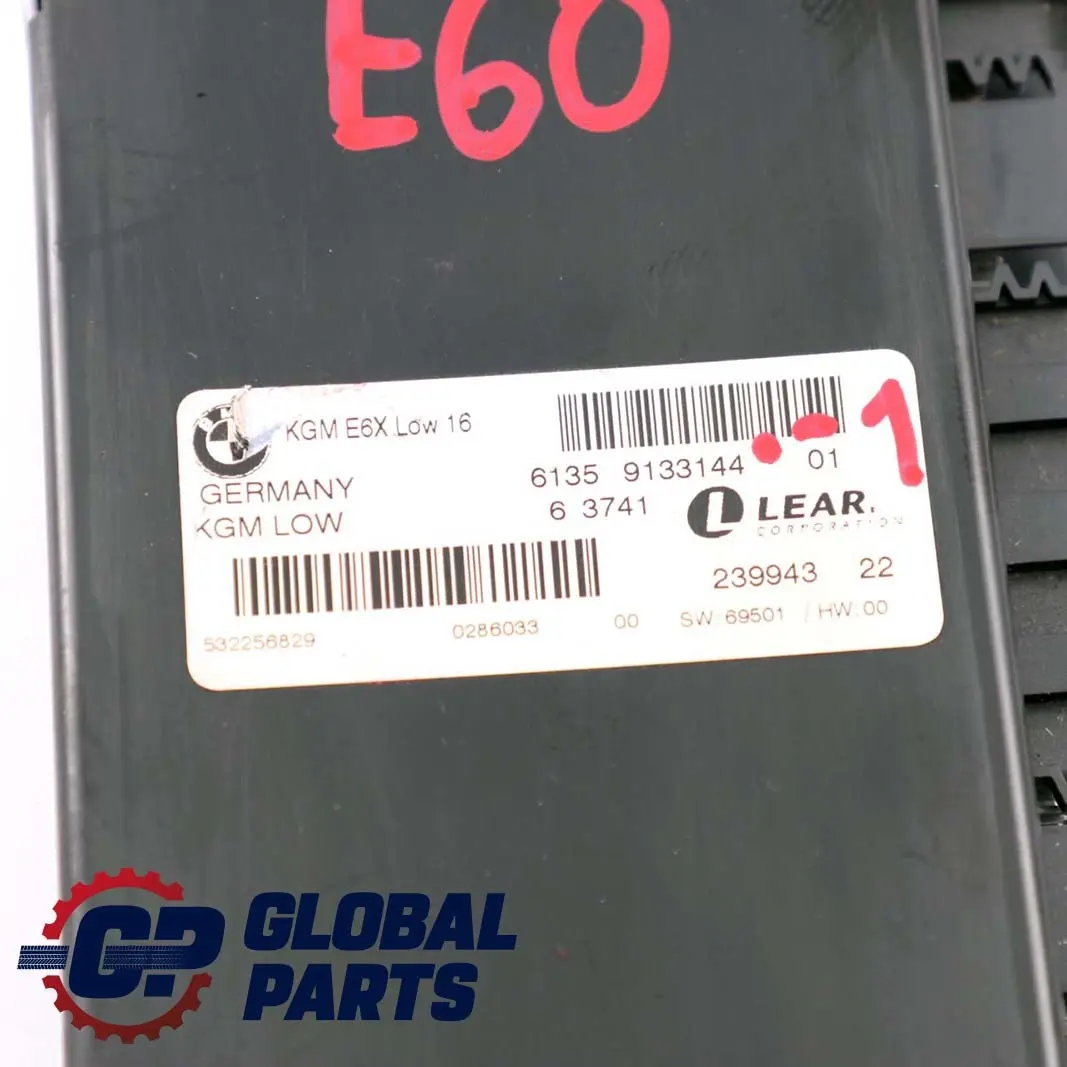 E60
KGM E6X Low 16
1
6135 9133144 01
GERMANY
6 3741
LEAR.
CORPORATION
KGM LOW
239943 22
532256829 0286033 00 SW: 69501 / HW: 00
CP GLOBAL
PARTS